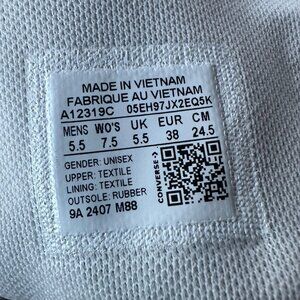 MADE IN VIETNAM
FABRIQUE AU VIETNAM
A12319C 05EH97JX2EQ5K
MENS WO'S UK EUR CM
5.5 7.5 5.5 38 24.5
GENDER: UNISEX
UPPER: TEXTILE
LINING: TEXTILE
OUTSOLE: RUBBER
9A 2407 M88
CONVERSE